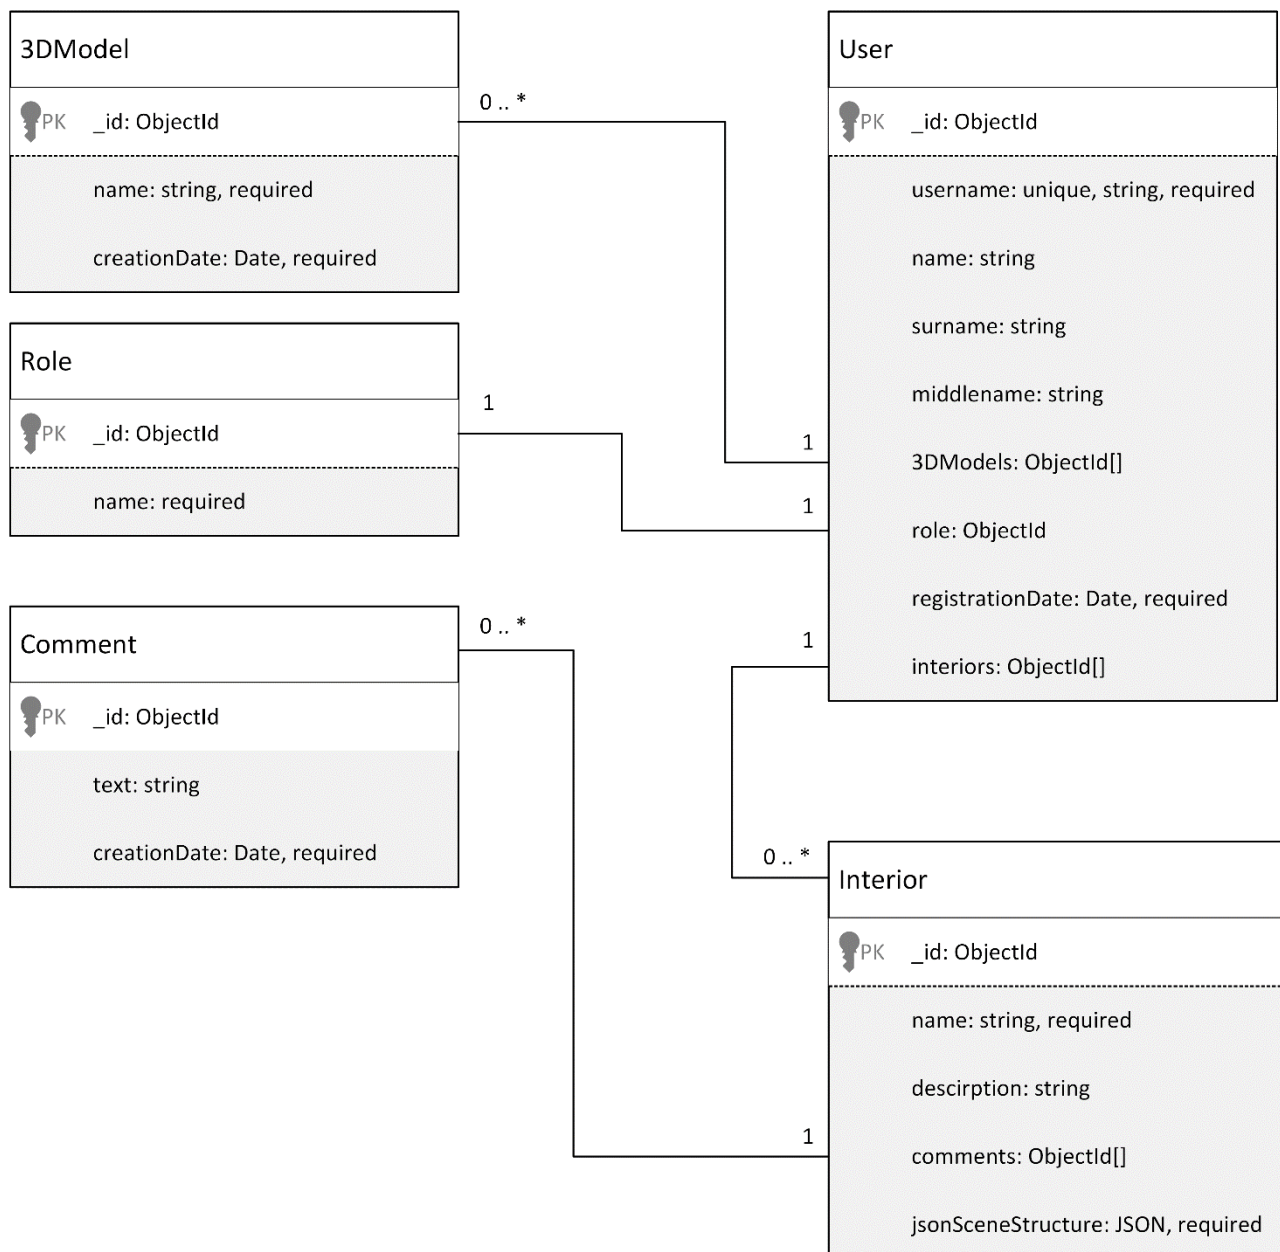 3DModel
PK _id: ObjectId
name: string, required
creationDate: Date, required
0 .. *
Role
PK _id: ObjectId
name: required
1
Comment
PK _id: ObjectId
text: string
creationDate: Date, required
0 .. *
User
PK _id: ObjectId
username: unique, string, required
name: string
surname: string
middlename: string
1
3DModels: ObjectId[]
1
role: ObjectId
registrationDate: Date, required
1
interiors: ObjectId[]
0 .. *
Interior
PK _id: ObjectId
name: string, required
descirption: string
1
comments: ObjectId[]
jsonSceneStructure: JSON, required